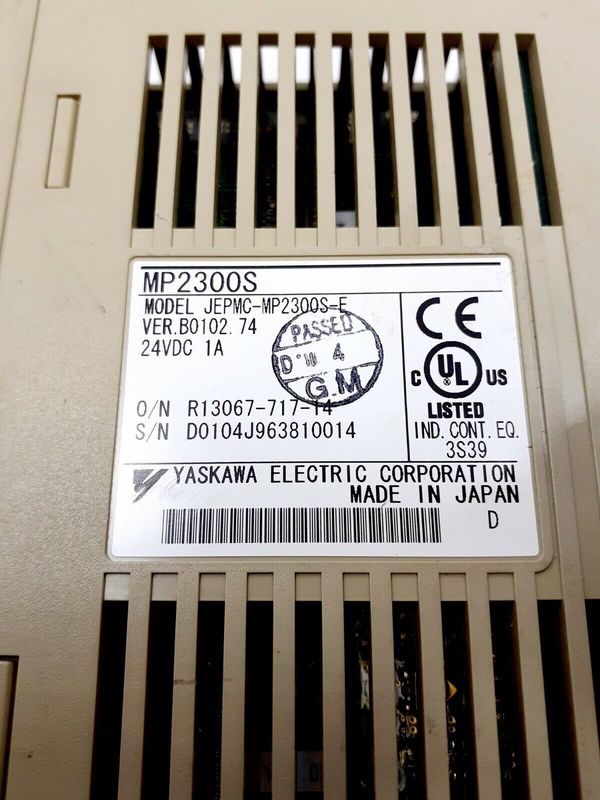 MP2300S
MODEL JEPMC-MP2300S-E
VER.B0102.74
24VDC 1A
PASSED
4
G.M
O/N R13067-717-14
S/N D0104J963810014
CE
C UL US
LISTED
IND. CONT. EQ.
3S39
YASKAWA ELECTRIC CORPORATION
MADE IN JAPAN
D